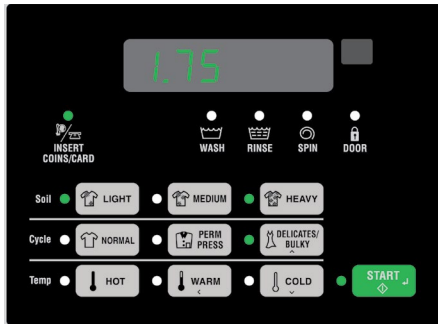 1.75
INSERT
COINS/CARD
WASH RINSE SPIN DOOR
Soil LIGHT MEDIUM HEAVY
Cycle NORMAL PERM
PRESS DELICATES/
BULKY
Temp HOT WARM COLD START